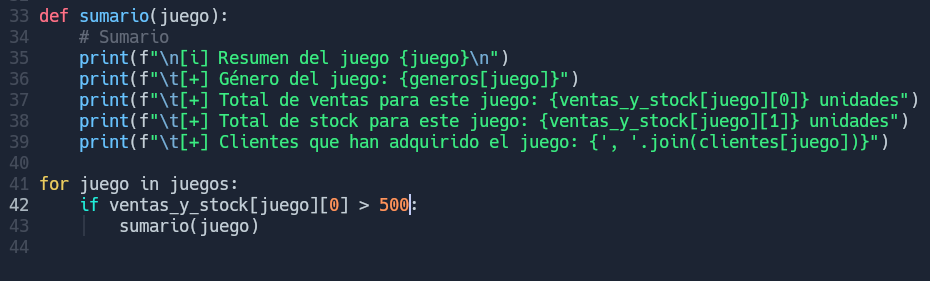 33 def sumario(juego):
34     # Sumario
35     print(f"\n[i] Resumen del juego {juego}\n")
36     print(f"\t[+] Género del juego: {generos[juego]}")
37     print(f"\t[+] Total de ventas para este juego: {ventas_y_stock[juego][0]} unidades")
38     print(f"\t[+] Total de stock para este juego: {ventas_y_stock[juego][1]} unidades")
39     print(f"\t[+] Clientes que han adquirido el juego: {', '.join(clientes[juego])}")
40
41 for juego in juegos:
42     if ventas_y_stock[juego][0] > 500:
43         sumario(juego)
44